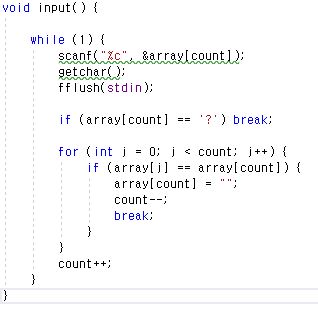 void input() {
while (1) {
scanf("%c", &array[count]);
getchar();
fflush(stdin);
if (array[count] == '?') break;
for (int j = 0; j < count; j++) {
if (array[j] == array[count]) {
array[count] = "";
count--;
break;
}
}
count++;
}
}